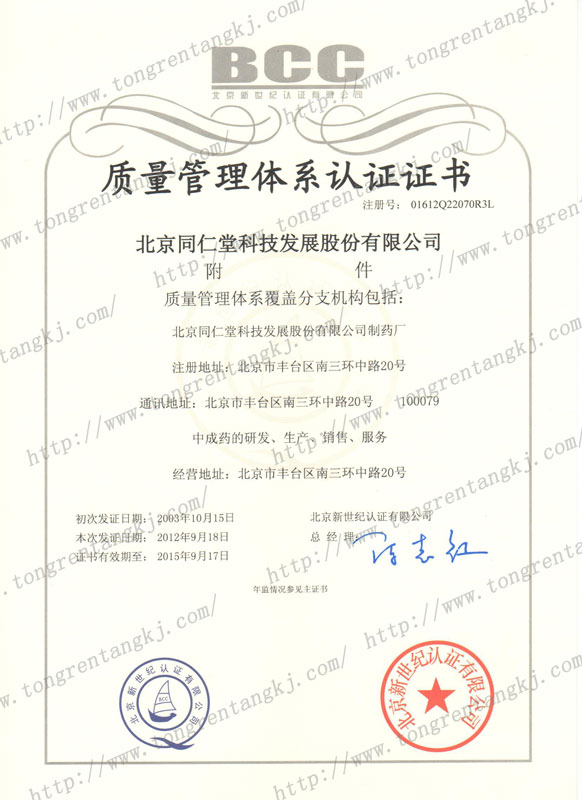 BCC
北京新世纪认证有限公司
质量管理体系认证证书
注册号： 01612Q22070R3L
北京同仁堂科技发展股份有限公司
附 件
质量管理体系覆盖分支机构包括：
北京同仁堂科技发展股份有限公司制药厂
注册地址：北京市丰台区南三环中路20号
通讯地址：北京市丰台区南三环中路20号 100079
中成药的研发、生产、销售、服务
经营地址：北京市丰台区南三环中路20号
初次发证日期： 2003年10月15日
本次发证日期： 2012年9月18日
证书有效期至： 2015年9月17日
北京新世纪认证有限公司
总 经 理：
年监情况参见主证书
北京新世纪认证有限公司
BCC
北京新世纪认证有限公司
http://www.tongrentangkj.com/